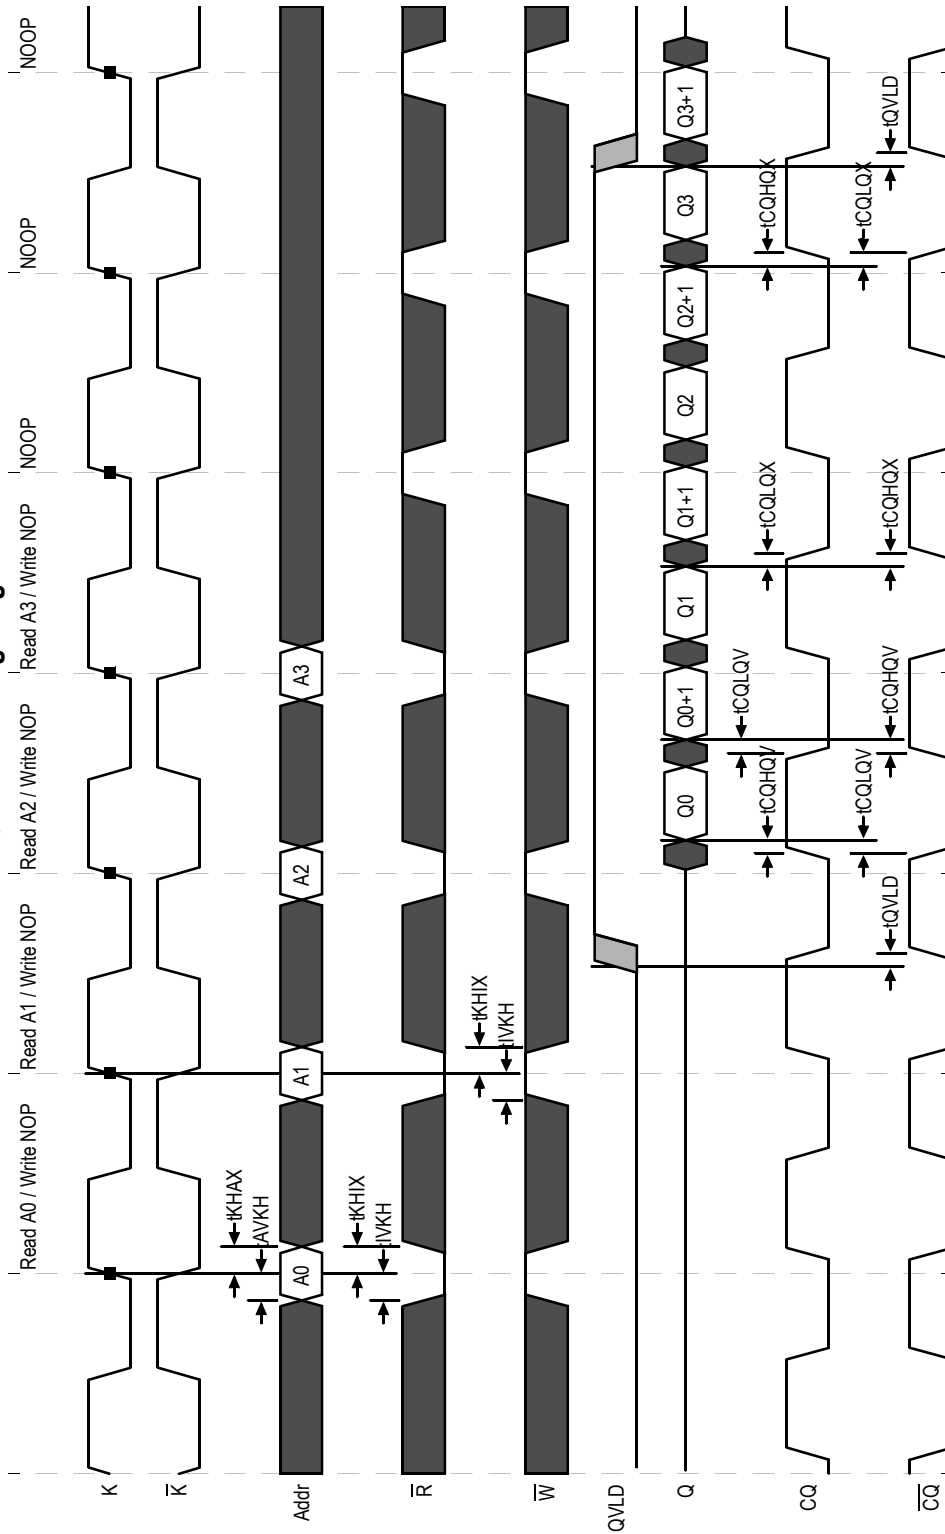 Read A0 / Write NOP
Read A1 / Write NOP
Read A2 / Write NOP
Read A3 / Write NOP
NOOP
NOOP
NOOP
K
K
tKHAX
tAVKH
Addr
A0
A1
A2
A3
tKHIX
tIVKH
R
tKHIX
tIVKH
W
QVLD
Q
Q0
Q0+1
Q1
Q1+1
Q2
Q2+1
Q3
Q3+1
tCQLQV
tCQHQV
tCQLQX
tCQHQX
CQ
tCQLQV
tCQLQX
tQVLD
tCQHQV
tCQHQX
tQVLD
CQ